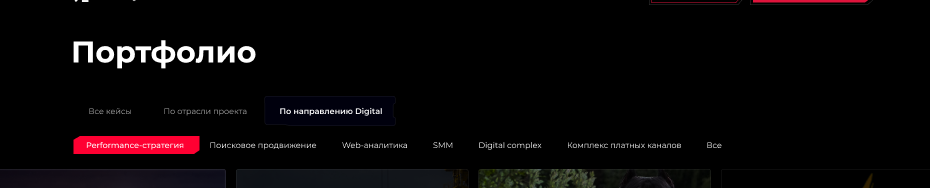 Портфолио
Все кейсы По отрасли проекта По направлению Digital
Performance-стратегия Поисковое продвижение Web-аналитика SMM Digital complex Комплекс платных каналов Все